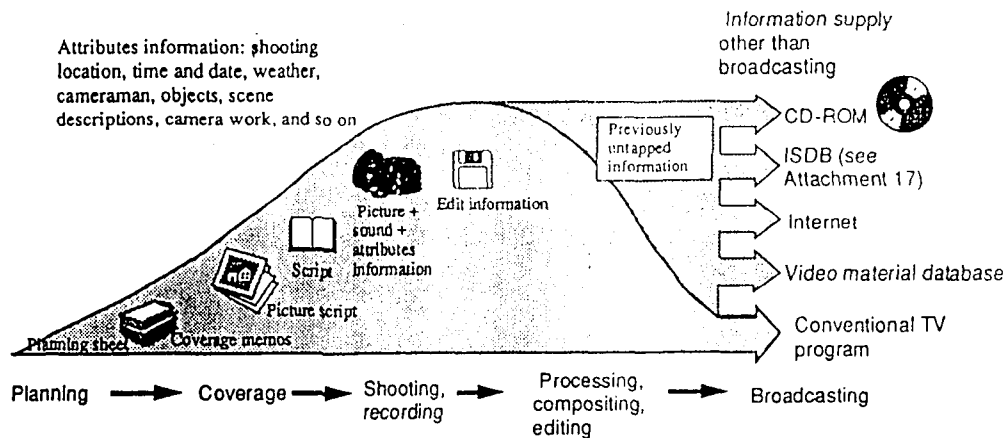 Attributes information: shooting
location, time and date, weather,
cameraman, objects, scene
descriptions, camera work, and so on
Information supply
other than
broadcasting
CD-ROM
Previously
untapped
information
ISDB (see
Attachment 17)
Internet
Video material database
Conventional TV
program
Edit information
Picture +
sound +
attributes
Information
Script
Picture script
Coverage memos
Planning sheet
Planning
Coverage
Shooting,
recording
Processing,
compositing,
editing
Broadcasting